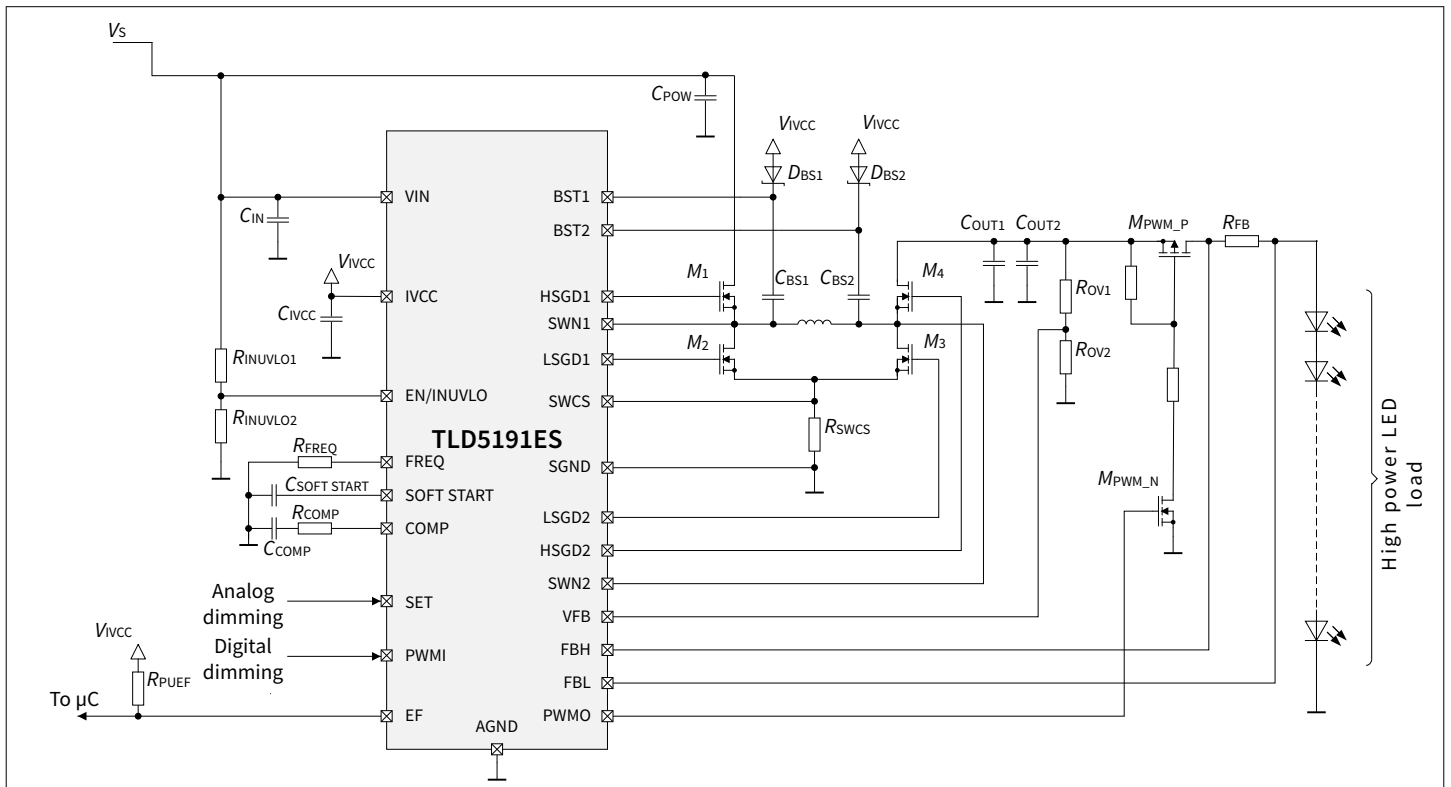 VS
CPOW
VIVCC
VIVCC
DBS1
DBS2
VIN
BST1
CIN
BST2
COUT1
COUT2
MPWM_P
RFB
VIVCC
M1
CBS1
CBS2
M4
IVCC
HSGD1
ROV1
CIVCC
SWN1
M2
M3
ROV2
RINUVLO1
LSGD1
EN/INUVLO
SWCS
RINUVLO2
TLD5191ES
RSWCS
RFREQ
FREQ
SGND
CSOFT START
SOFT START
MPWM_N
RCOMP
COMP
LSGD2
CCOMP
HSGD2
High power LED
load
SWN2
Analog
dimming
SET
VFB
VIVCC
Digital
dimming
PWMI
FBH
RPUEF
FBL
To µC
EF
PWMO
AGND